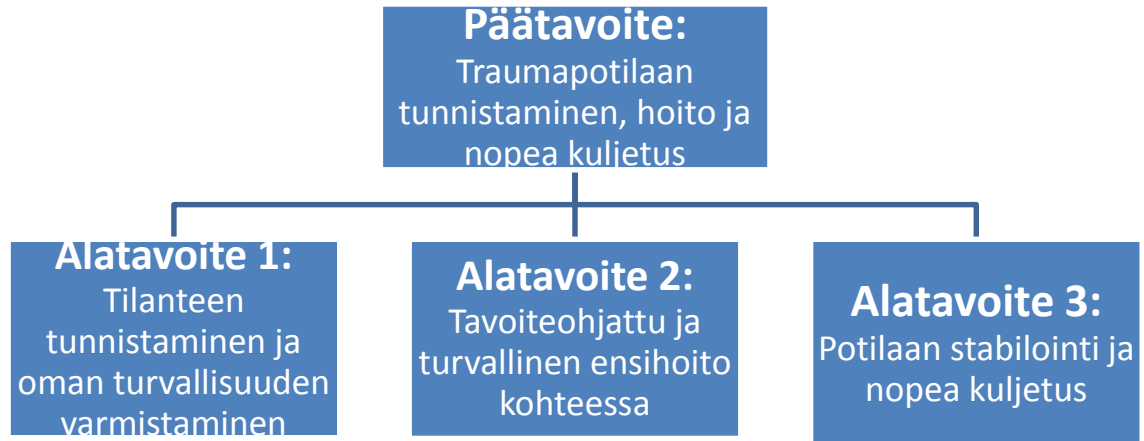 Päätavoite:
Traumapotilaan
tunnistaminen, hoito ja
nopea kuljetus
Alatavoite 1:
Tilanteen
tunnistaminen ja
oman turvallisuuden
varmistaminen
Alatavoite 2:
Tavoiteohjattu ja
turvallinen ensihoito
kohteessa
Alatavoite 3:
Potilaan stabilointi ja
nopea kuljetus